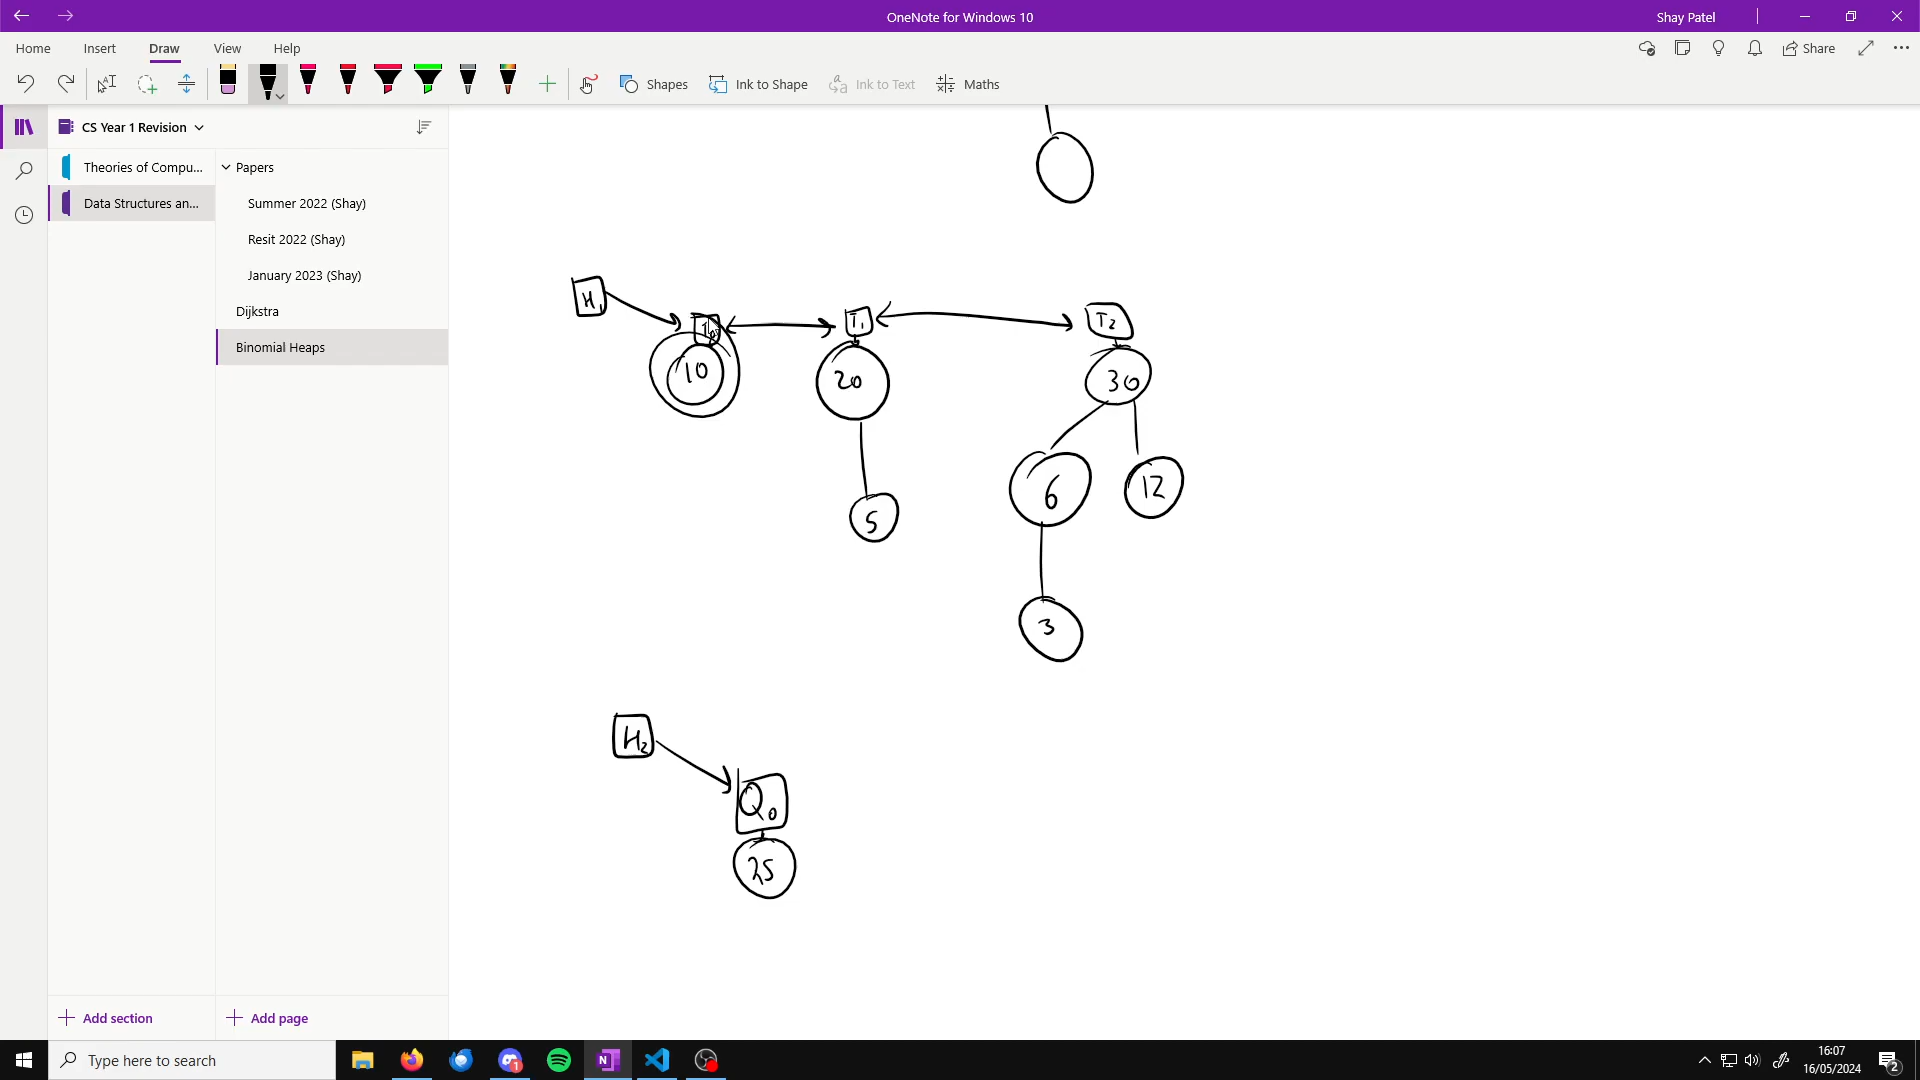 OneNote for Windows 10
Shay Patel
Home
Insert
Draw
View
Help
Share
Shapes
Ink to Shape
Ink to Text
Maths
CS Year 1 Revision
Theories of Compu...
Data Structures an...
Papers
Summer 2022 (Shay)
Resit 2022 (Shay)
January 2023 (Shay)
Dijkstra
Binomial Heaps
H₁
T₀
T₁
T₂
10
20
30
5
6
12
3
H₂
Q₀
25
Add section
Add page
Type here to search
1
N
16:07
16/05/2024
2